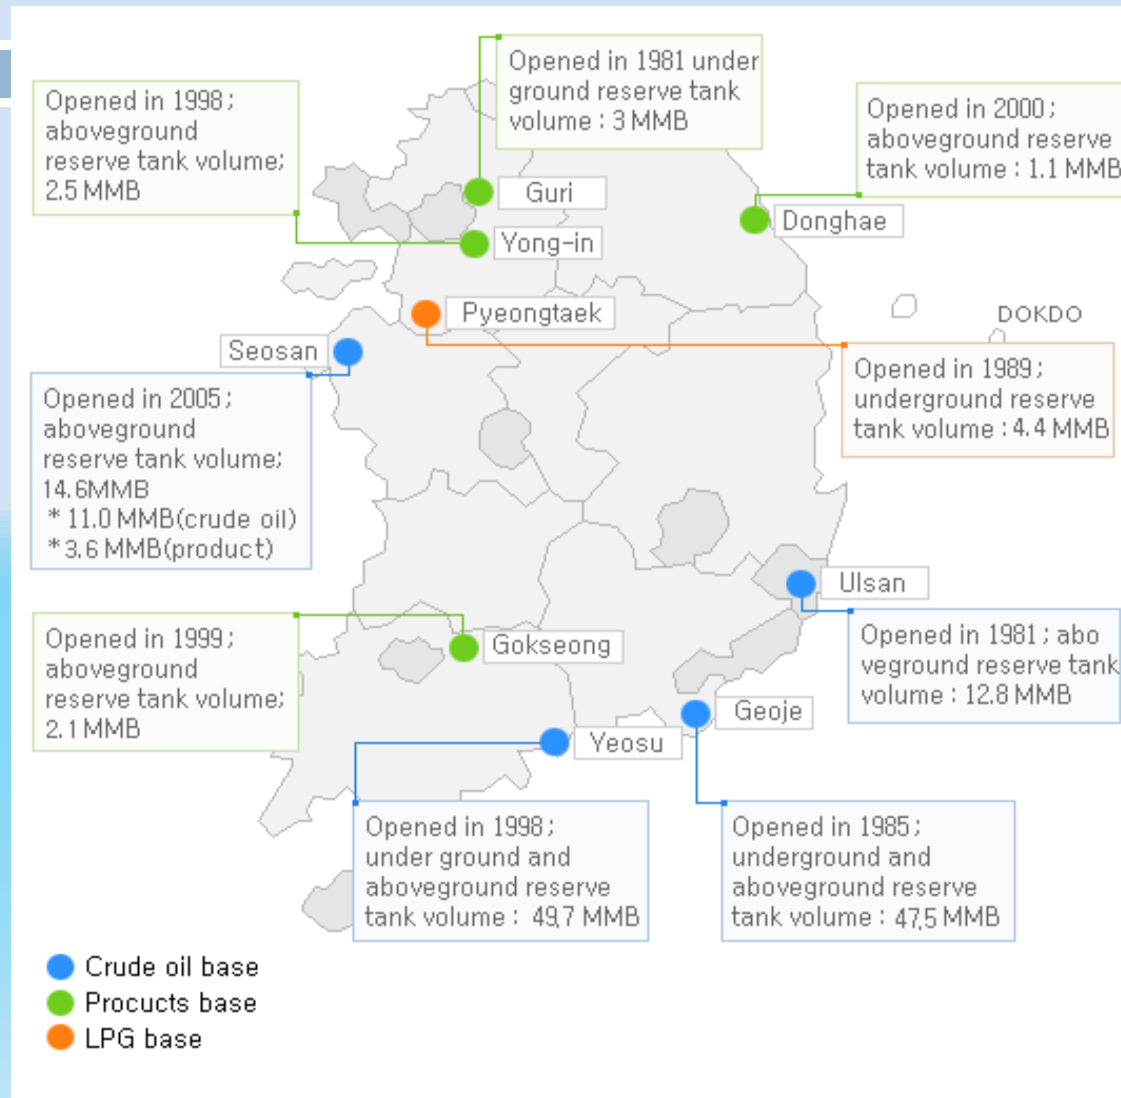 Opened in 1981 under
ground reserve tank
volume : 3 MMB
Opened in 1998;
aboveground
reserve tank volume;
2.5 MMB
Opened in 2000;
aboveground reserve
tank volume : 1.1 MMB
Guri
Donghae
Yong-in
Pyeongtaek
DOKDO
Seosan
Opened in 1989;
underground reserve
tank volume : 4.4 MMB
Opened in 2005;
aboveground
reserve tank volume;
14.6MMB
* 11.0 MMB(crude oil)
*3.6 MMB(product)
Ulsan
Opened in 1999;
aboveground
reserve tank volume;
2.1 MMB
Gokseong
Opened in 1981; abo
veground reserve tank
volume : 12.8 MMB
Geoje
Yeosu
Opened in 1998;
under ground and
aboveground reserve
tank volume : 49,7 MMB
Opened in 1985;
underground and
aboveground reserve
tank volume : 47,5 MMB
Crude oil base
Procucts base
LPG base